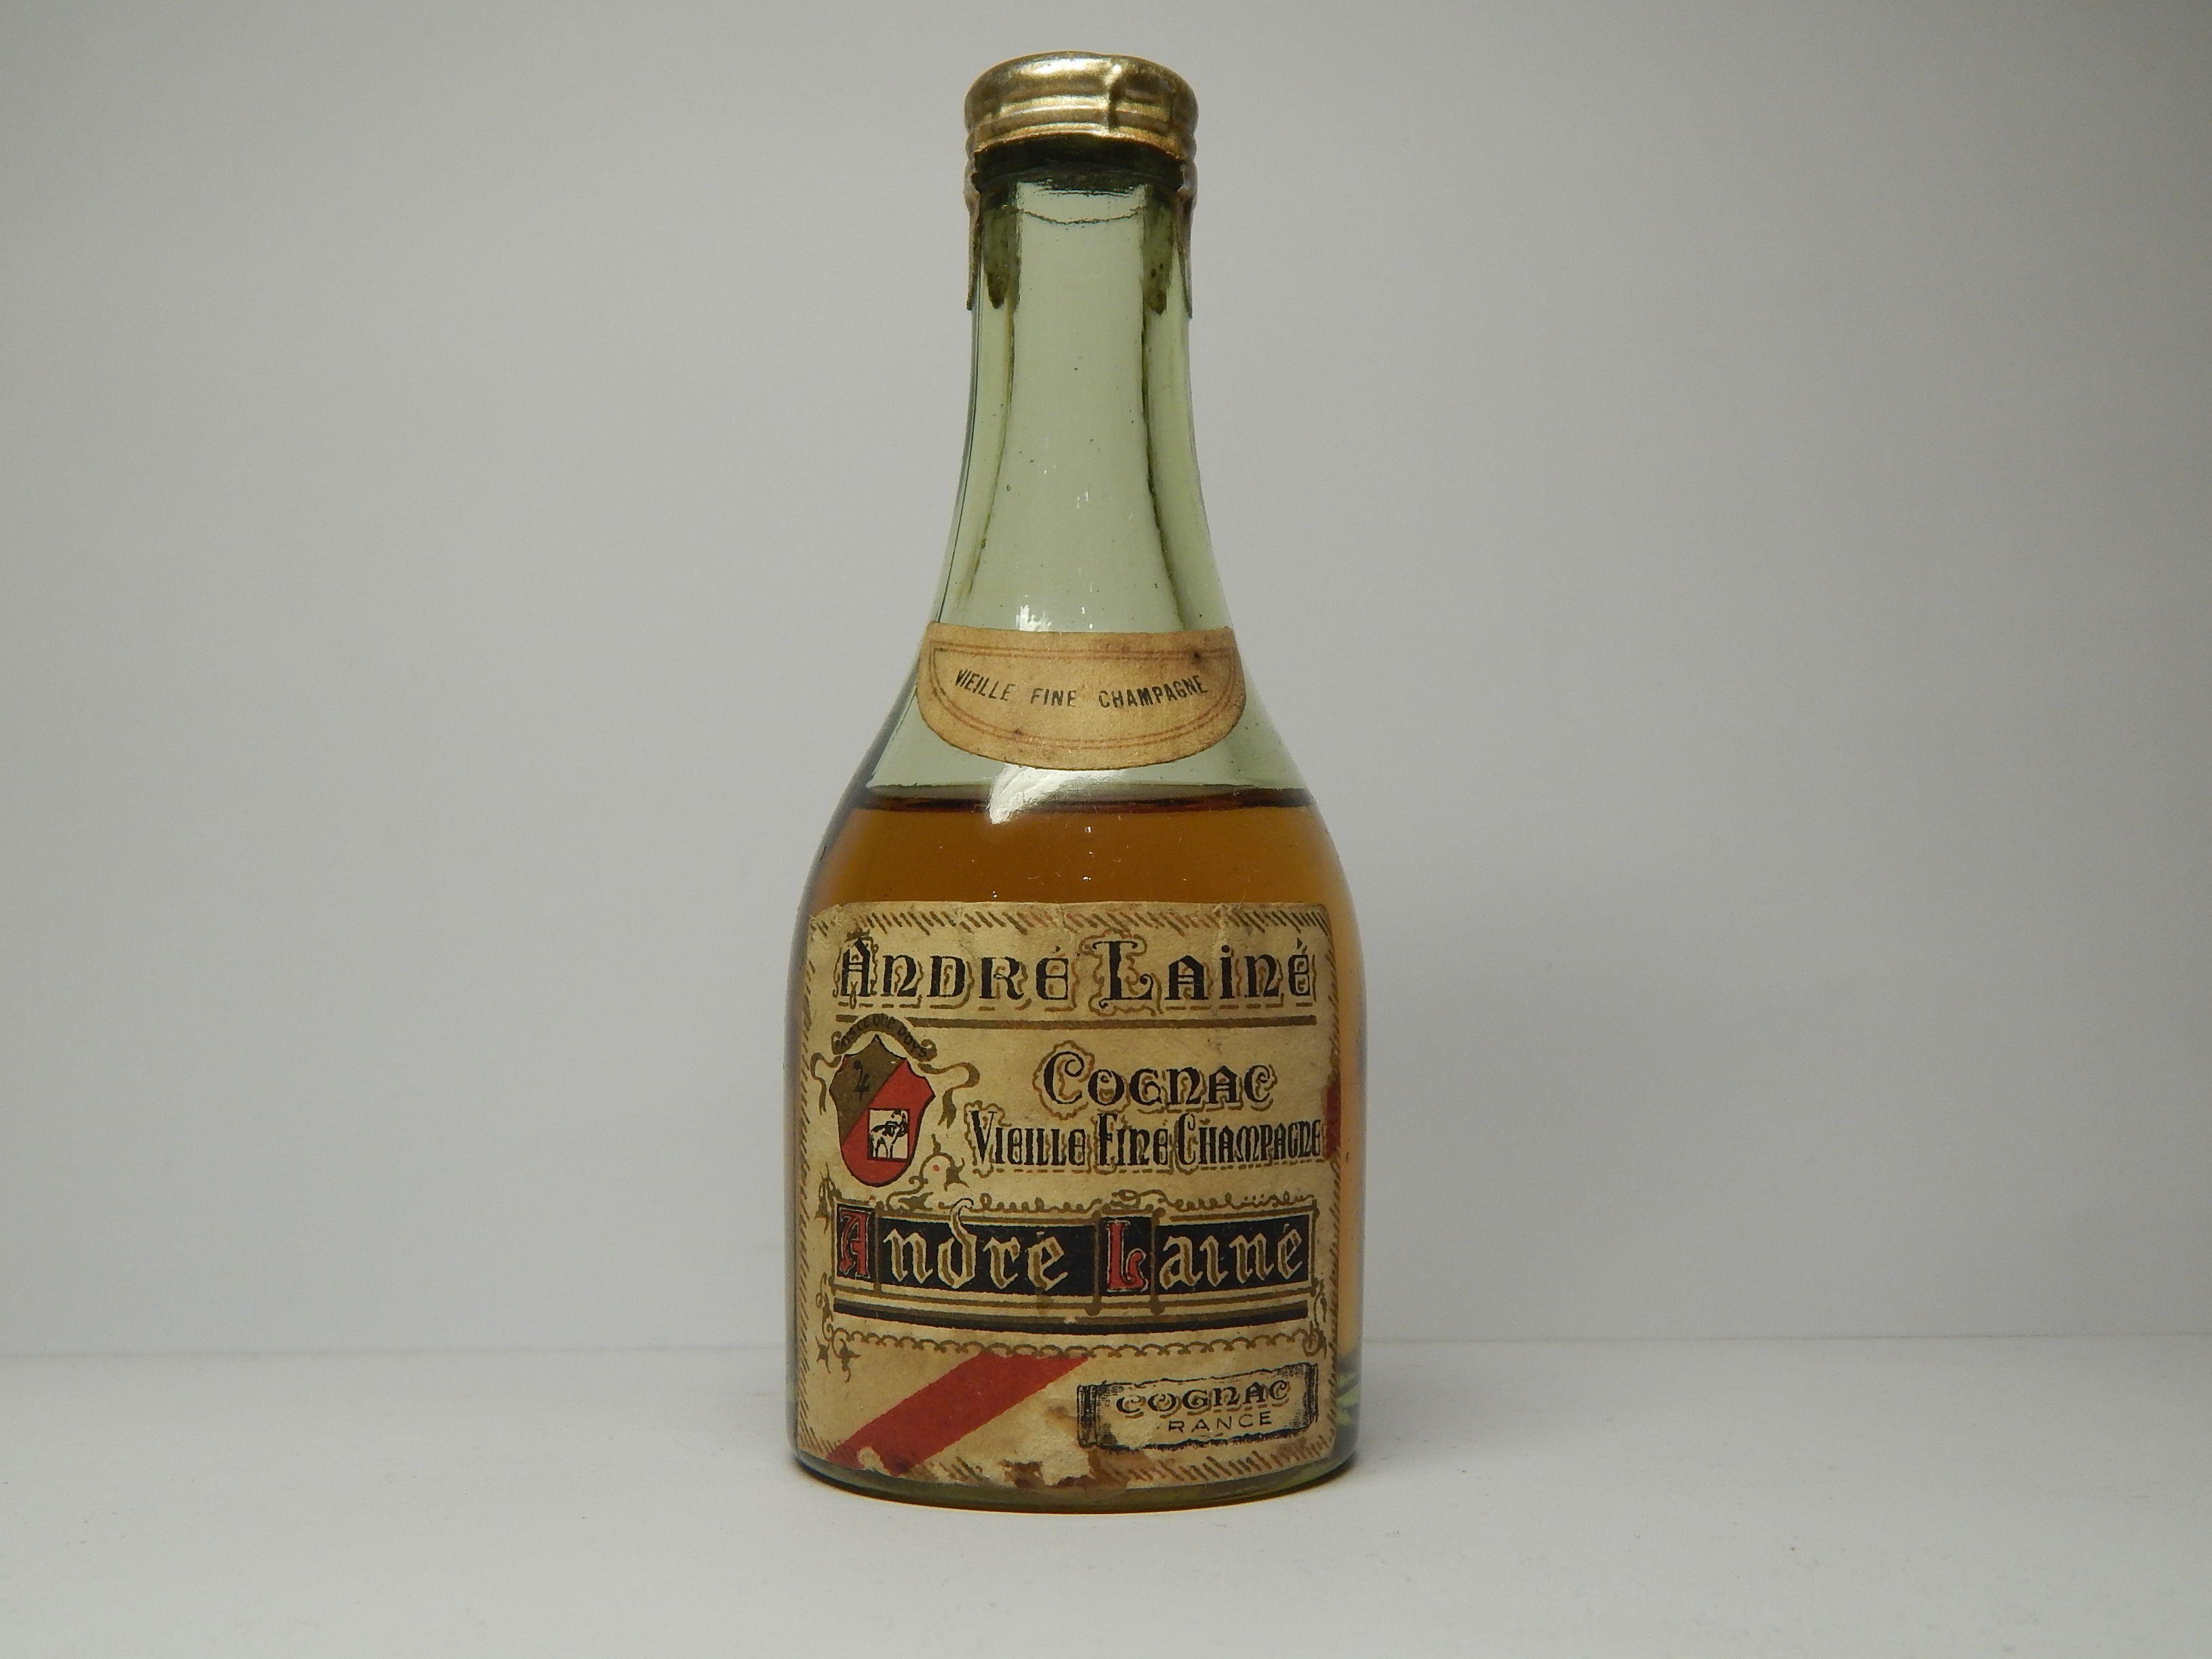 VIEILLE FINE CHAMPAGNE
ANDRÉ LAINÉ
COGNAC
VIEILLE FINE CHAMPAGNE
André Lainé
COGNAC
RANCE